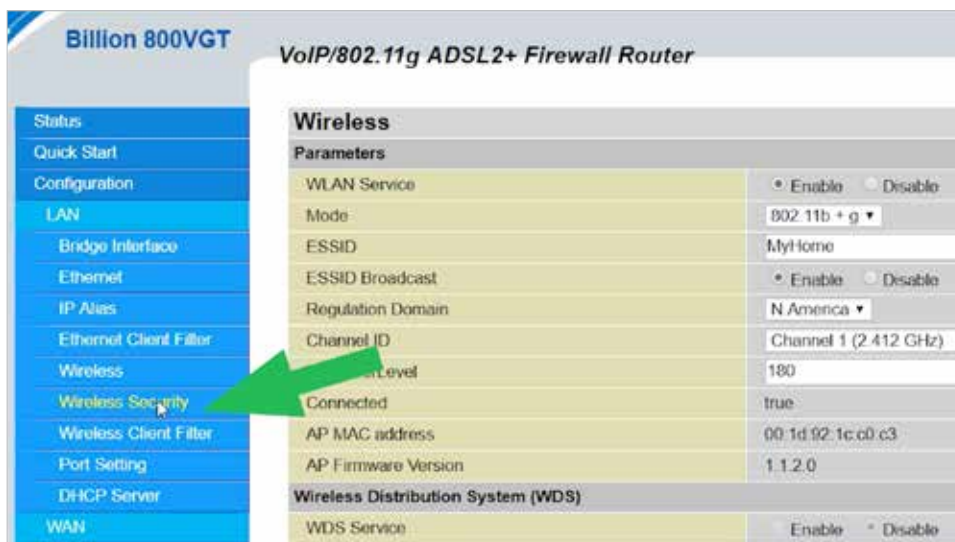 Billion 800VGT
VoIP/802.11g ADSL2+ Firewall Router
Status
Quick Start
Configuration
LAN
Bridge Interface
Ethernet
IP Alias
Ethernet Client Filter
Wireless
Wireless Security
Wireless Client Filter
Port Setting
DHCP Server
WAN
Wireless
Parameters
WLAN Service Enable Disable
Mode 802.11b + g
ESSID MyHome
ESSID Broadcast Enable Disable
Regulation Domain N.America
Channel ID Channel 1 (2.412 GHz)
Level 180
Connected true
AP MAC address 00:1d:92:1c:c0:c3
AP Firmware Version 1.1.2.0
Wireless Distribution System (WDS)
WDS Service Enable Disable